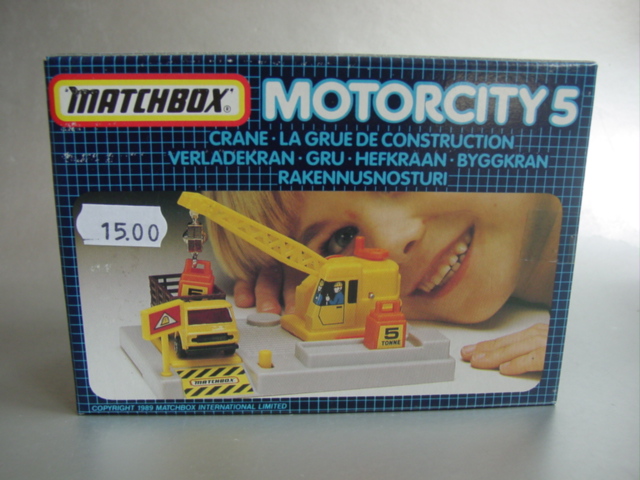 MATCHBOX®
MOTORCITY 5
CRANE · LA GRUE DE CONSTRUCTION
VERLADEKRAN · GRU · HEFKRAAN · BYGGKRAN
RAKENNUSNOSTURI
15.00
5
5
TONNE
MATCHBOX
COPYRIGHT 1989 MATCHBOX INTERNATIONAL LIMITED